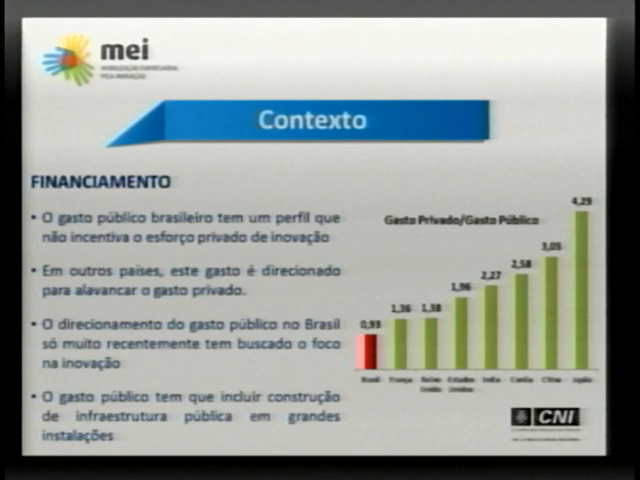 mei
MOBILIZAÇÃO EMPRESARIAL
PELA INOVAÇÃO
Contexto
FINANCIAMENTO
• O gasto público brasileiro tem um perfil que
não incentiva o esforço privado de inovação
• Em outros países, este gasto é direcionado
para alavancar o gasto privado.
• O direcionamento do gasto público no Brasil
só muito recentemente tem buscado o foco
na inovação
• O gasto público tem que incluir construção
de infraestrutura pública em grandes
instalações
Gasto Privado/Gasto Público
0,93
1,36
1,38
1,96
2,27
2,58
3,05
4,29
Brasil França Reino Estados Índia Coréia China Japão
Unido Unidos
CNI